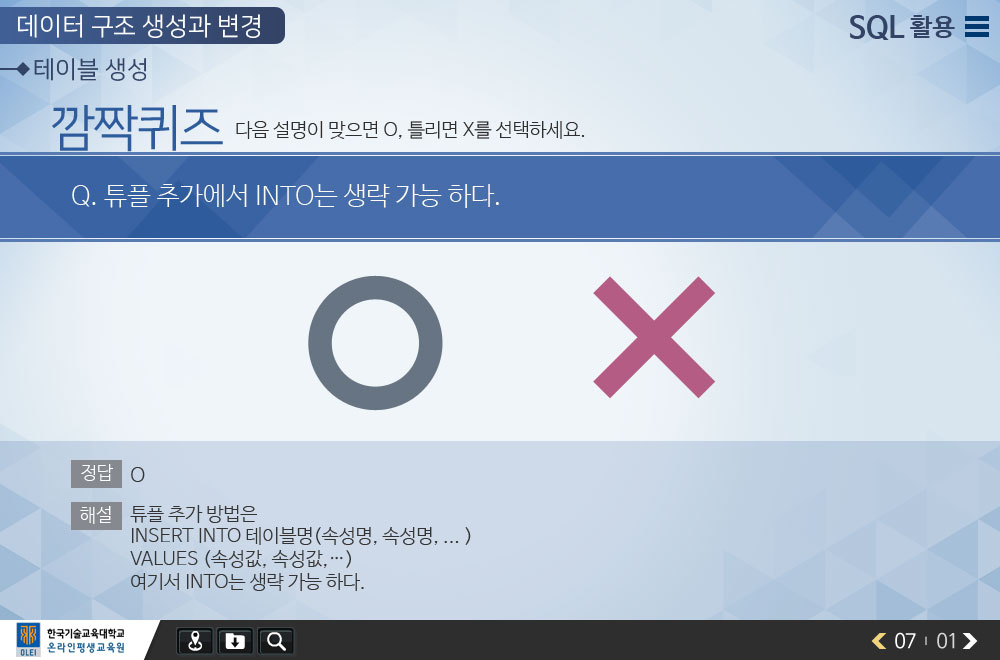 데이터 구조 생성과 변경
SQL 활용
테이블 생성
깜짝퀴즈 다음 설명이 맞으면 O, 틀리면 X를 선택하세요.
Q. 튜플 추가에서 INTO는 생략 가능 하다.
정답 O
해설 튜플 추가 방법은
INSERT INTO 테이블명(속성명, 속성명, ... )
VALUES (속성값, 속성값,…)
여기서 INTO는 생략 가능 하다.
OLEI
한국기술교육대학교
온라인평생교육원
07 01